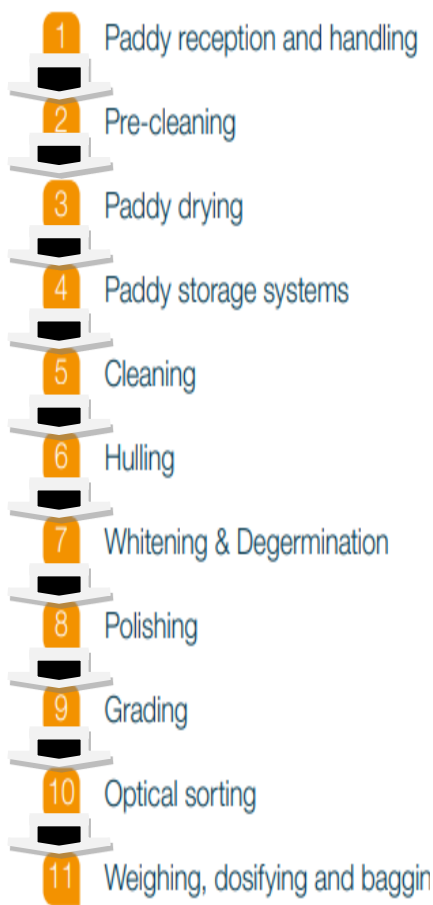 1 Paddy reception and handling
2 Pre-cleaning
3 Paddy drying
4 Paddy storage systems
5 Cleaning
6 Hulling
7 Whitening & Degermination
8 Polishing
9 Grading
10 Optical sorting
11 Weighing, dosifying and baggin